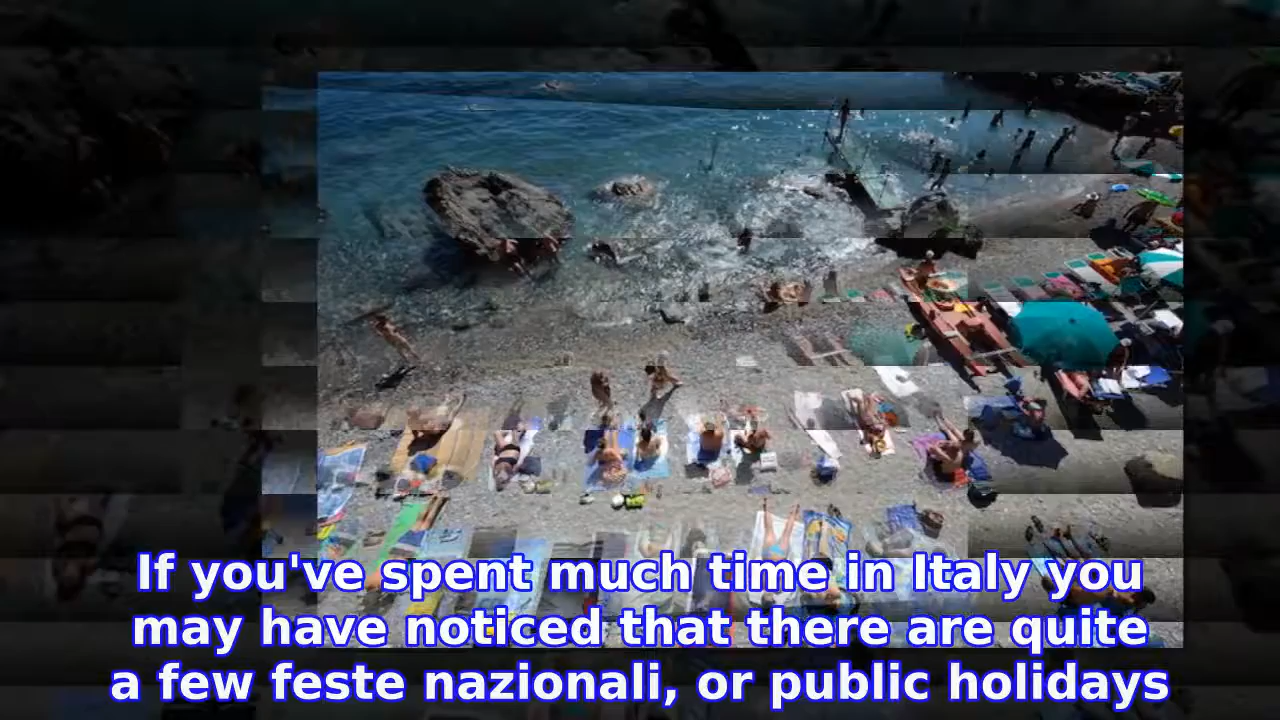 If you've spent much time in Italy you
may have noticed that there are quite
a few feste nazionali, or public holidays